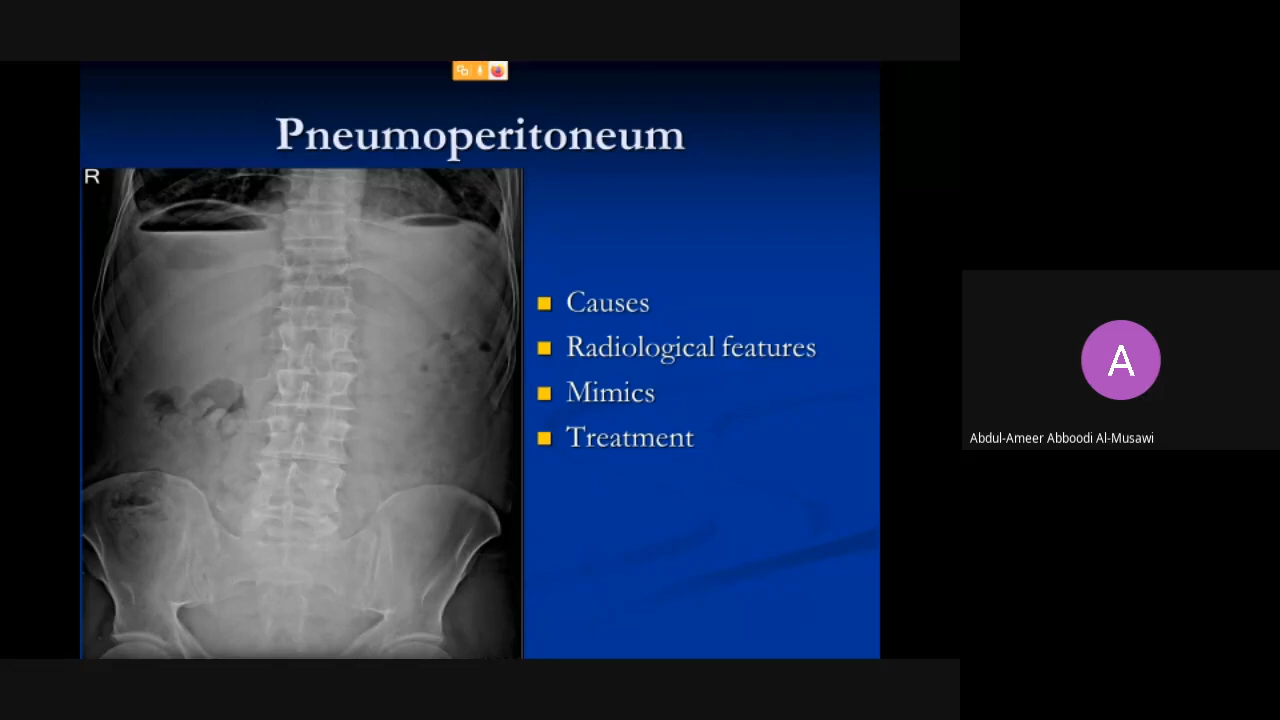 Pneumoperitoneum
R
Causes
Radiological features
Mimics
Treatment
A
Abdul-Ameer Abboodi Al-Musawi